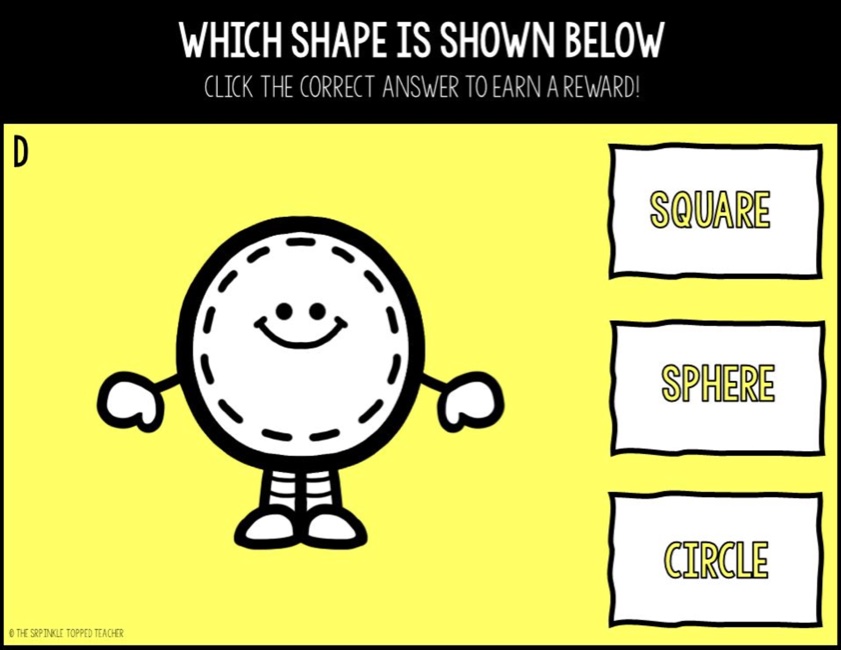 WHICH SHAPE IS SHOWN BELOW
CLICK THE CORRECT ANSWER TO EARN A REWARD!
D
SQUARE
SPHERE
CIRCLE
© THE SRPINKLE TOPPED TEACHER